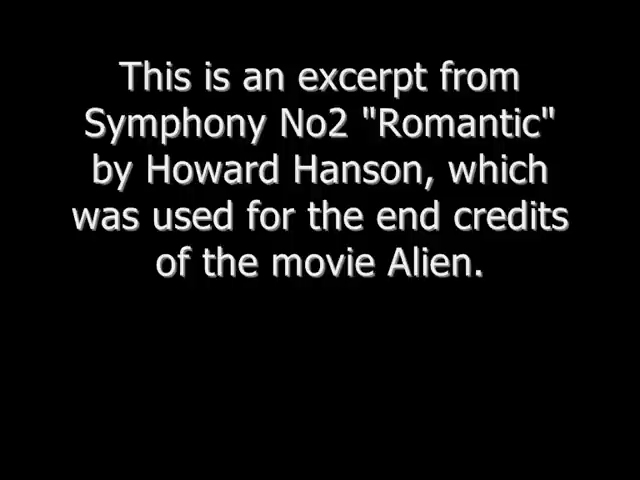 This is an excerpt from
Symphony No2 "Romantic"
by Howard Hanson, which
was used for the end credits
of the movie Alien.